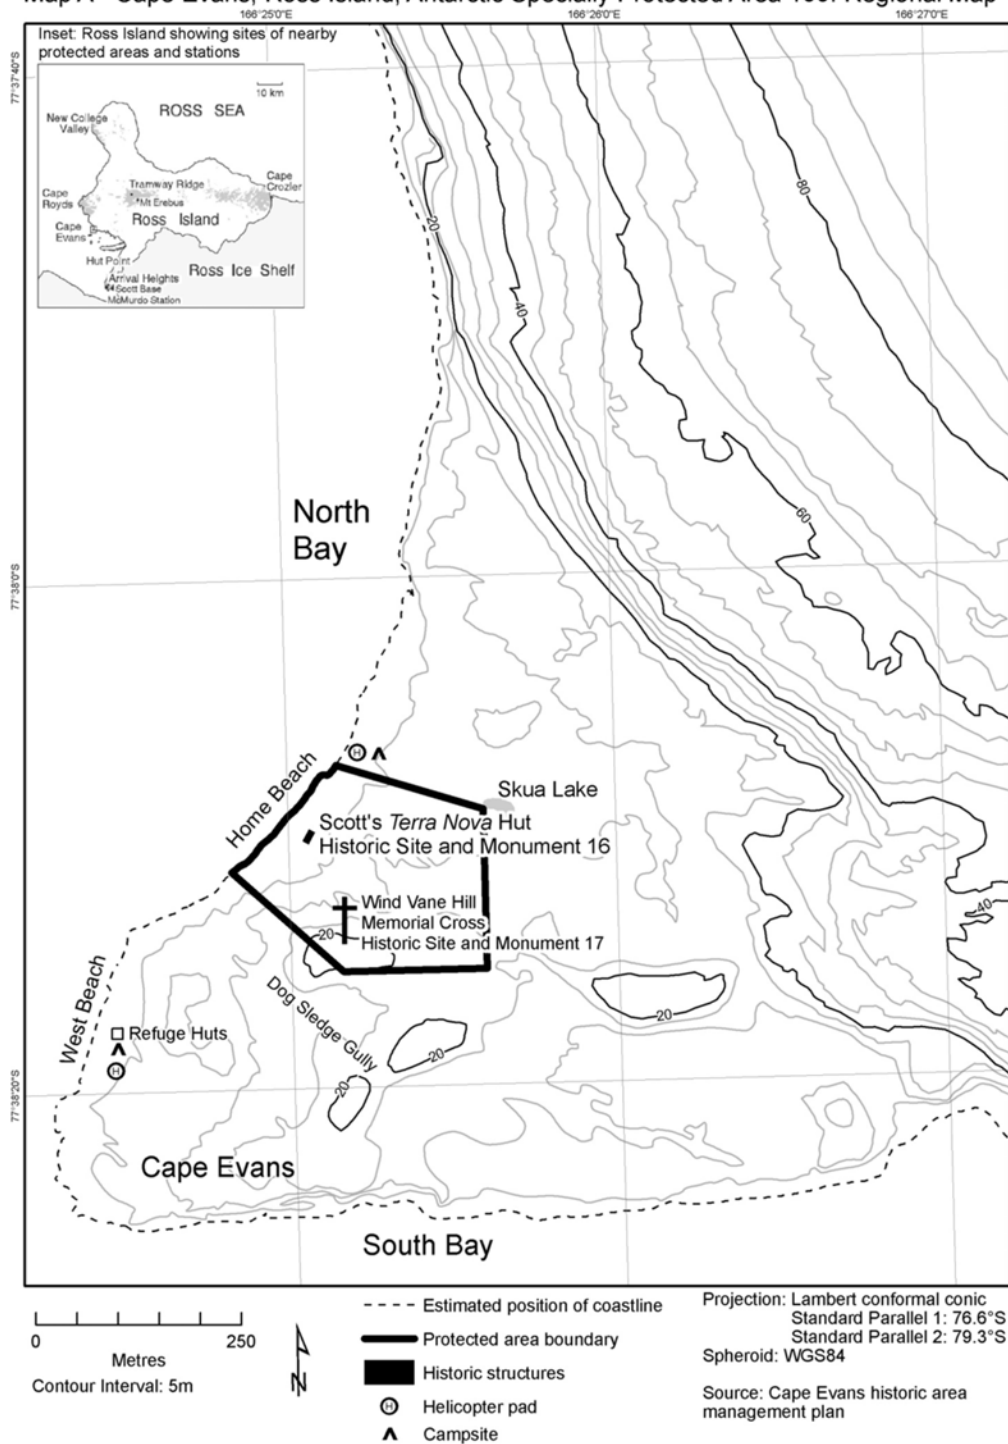 Map A - Cape Evans, Ross Island, Antarctic Specially Protected Area 155: Regional Map
166°25'0"E
166°26'0"E
166°27'0"E
Inset: Ross Island showing sites of nearby
protected areas and stations
77°37'40"S
10 km
ROSS SEA
New College
Valley
Tramway Ridge
Cape
Crozier
Cape
Royds
Mt Erebus
Ross Island
Cape
Evans
Hut Point
Ross Ice Shelf
Arrival Heights
Scott Base
McMurdo Station
80
20
40
60
North
Bay
77°38'0"S
H
Home Beach
Skua Lake
Scott's Terra Nova Hut
Historic Site and Monument 16
Wind Vane Hill
Memorial Cross
20
Historic Site and Monument 17
40
West Beach
Dog Sledge Gully
20
Refuge Huts
20
H
20
77°38'20"S
Cape Evans
South Bay
0
250
Metres
Contour Interval: 5m
N
Estimated position of coastline
Protected area boundary
Historic structures
H
Helicopter pad
Campsite
Projection: Lambert conformal conic
Standard Parallel 1: 76.6°S
Standard Parallel 2: 79.3°S
Spheroid: WGS84
Source: Cape Evans historic area
management plan